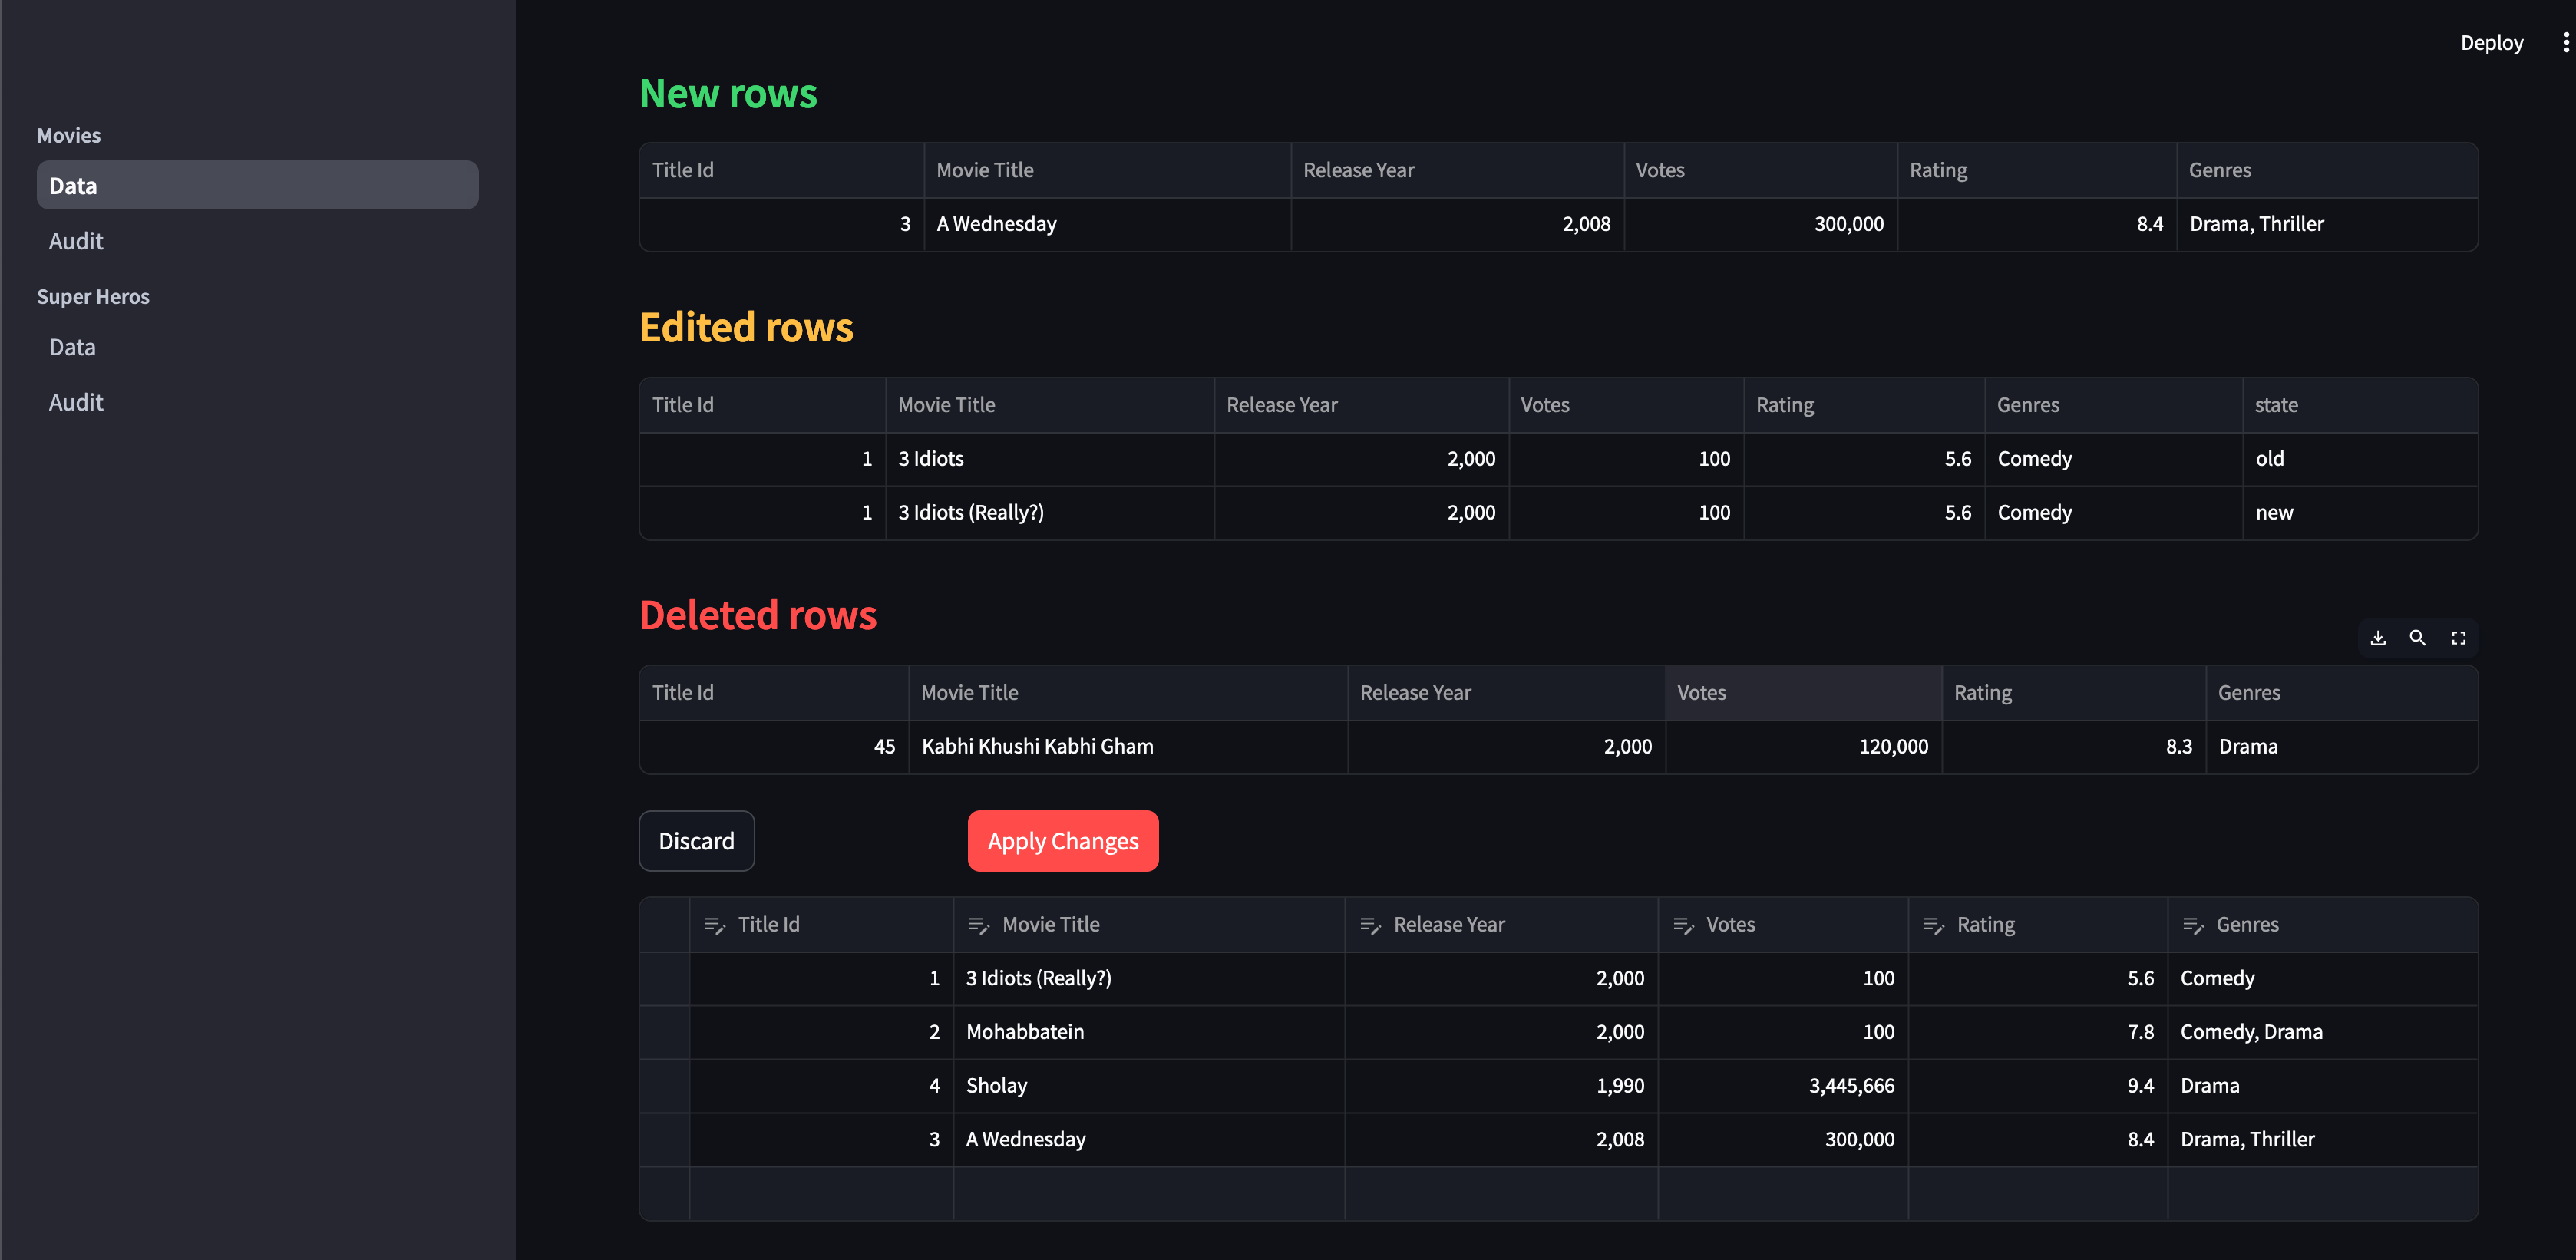 Deploy
Movies
Data
Audit
Super Heros
Data
Audit
New rows
Title Id Movie Title Release Year Votes Rating Genres
3 A Wednesday 2,008 300,000 8.4 Drama, Thriller
Edited rows
Title Id Movie Title Release Year Votes Rating Genres state
1 3 Idiots 2,000 100 5.6 Comedy old
1 3 Idiots (Really?) 2,000 100 5.6 Comedy new
Deleted rows
Title Id Movie Title Release Year Votes Rating Genres
45 Kabhi Khushi Kabhi Gham 2,000 120,000 8.3 Drama
Discard Apply Changes
Title Id Movie Title Release Year Votes Rating Genres
1 3 Idiots (Really?) 2,000 100 5.6 Comedy
2 Mohabbatein 2,000 100 7.8 Comedy, Drama
4 Sholay 1,990 3,445,666 9.4 Drama
3 A Wednesday 2,008 300,000 8.4 Drama, Thriller